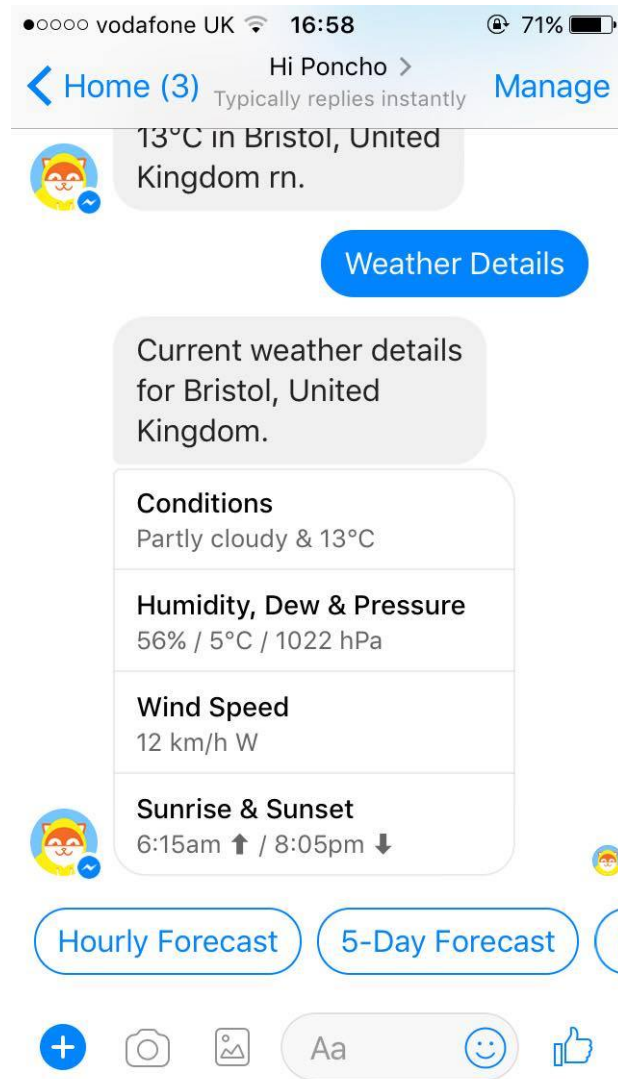 vodafone UK 16:58 71%
Home (3) Hi Poncho > Manage
Typically replies instantly
13°C in Bristol, United
Kingdom rn.
Weather Details
Current weather details
for Bristol, United
Kingdom.
Conditions
Partly cloudy & 13°C
Humidity, Dew & Pressure
56% / 5°C / 1022 hPa
Wind Speed
12 km/h W
Sunrise & Sunset
6:15am ⬆ / 8:05pm ⬇
Hourly Forecast 5-Day Forecast
Aa